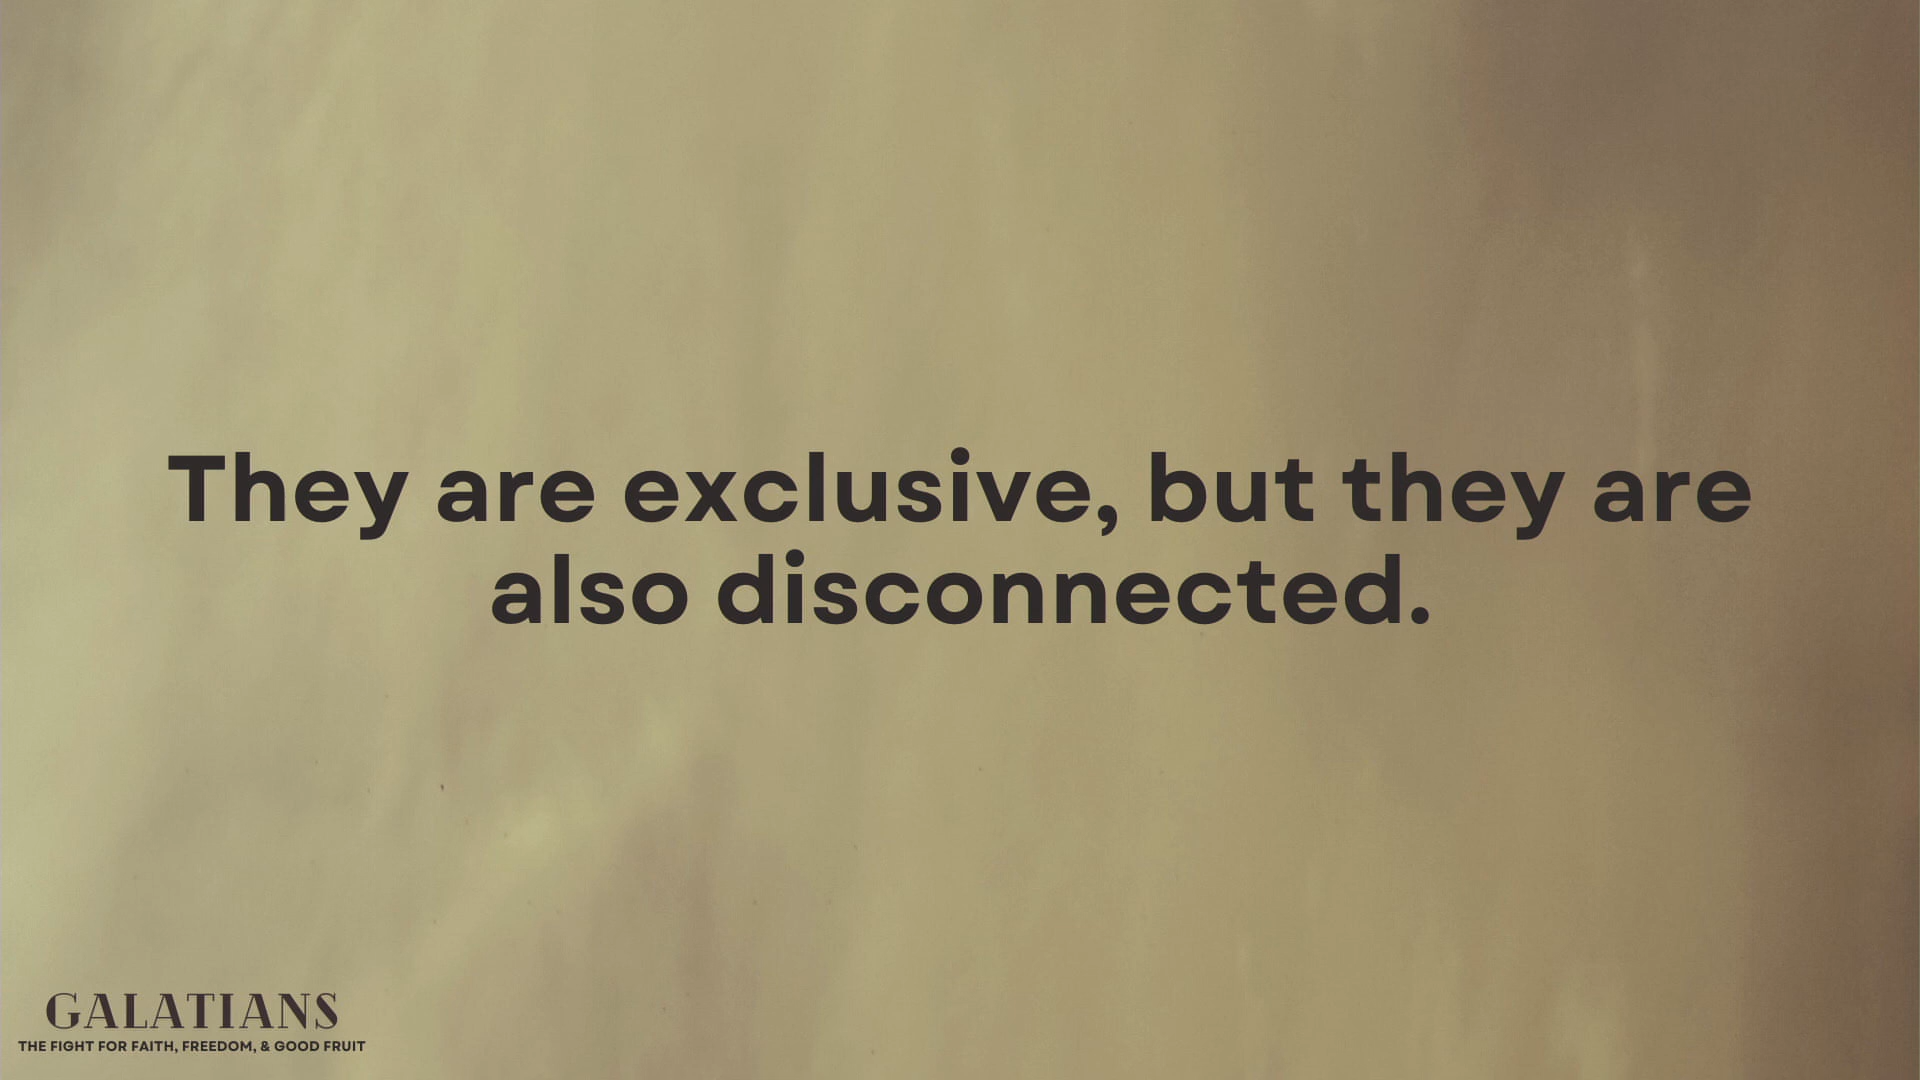 They are exclusive, but they are
also disconnected.
GALATIANS
THE FIGHT FOR FAITH, FREEDOM, & GOOD FRUIT